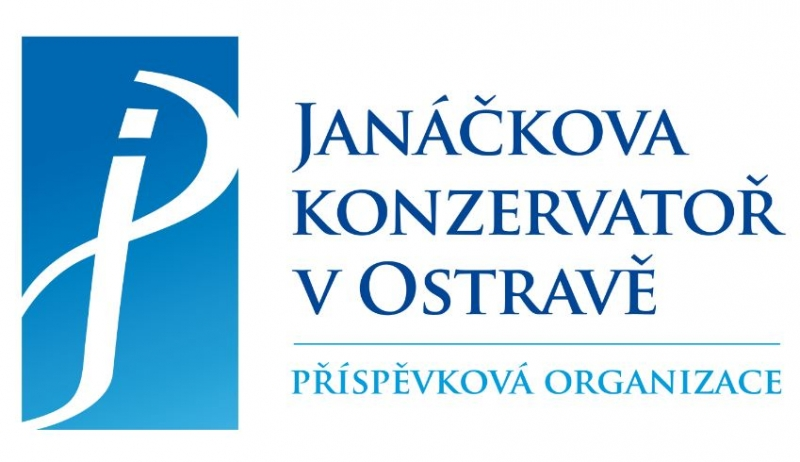 JANÁČKOVA
KONZERVATOŘ
V OSTRAVĚ
PŘÍSPĚVKOVÁ ORGANIZACE